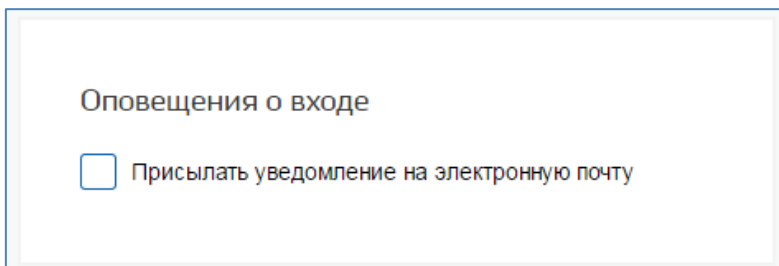 Оповещения о входе
Присылать уведомление на электронную почту